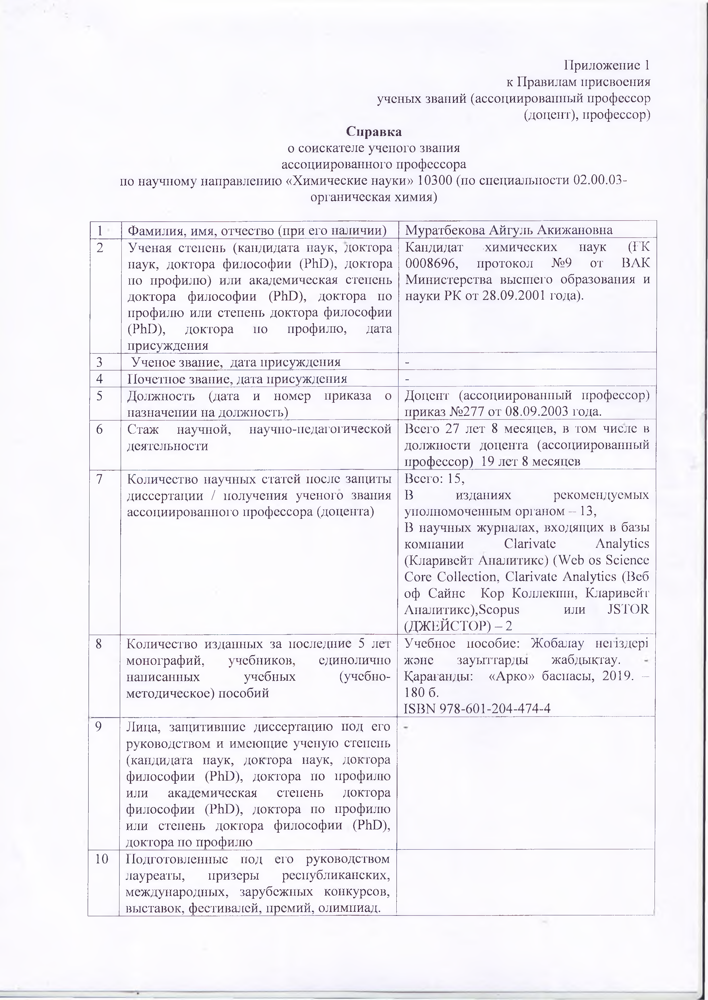 Приложение 1
к Правилам присвоения
ученых званий (ассоциированный профессор
(доцент), профессор)
Справка
о соискателе ученого звания
ассоциированного профессора
по научному направлению «Химические науки» 10300 (по специальности 02.00.03-
органическая химия)
1
Фамилия, имя, отчество (при его наличии)
Муратбекова Айгуль Акижановна
2
Ученая степень (кандидата наук, доктора
наук, доктора философии (PhD), доктора
по профилю) или академическая степень
доктора философии (PhD), доктора по
профилю или степень доктора философии
(PhD), доктора по профилю, дата
присуждения
Кандидат химических наук (ҒК
0008696, протокол №9 от ВАК
Министерства высшего образования и
науки РК от 28.09.2001 года).
3
Ученое звание, дата присуждения
-
4
Почетное звание, дата присуждения
-
5
Должность (дата и номер приказа о
назначении на должность)
Доцент (ассоциированный профессор)
приказ №277 от 08.09.2003 года.
6
Стаж научной, научно-педагогической
деятельности
Всего 27 лет 8 месяцев, в том числе в
должности доцента (ассоциированный
профессор) 19 лет 8 месяцев
7
Количество научных статей после защиты
диссертации / получения ученого звания
ассоциированного профессора (доцента)
Всего: 15,
В изданиях рекомендуемых
уполномоченным органом – 13,
В научных журналах, входящих в базы
компании Clarivate Analytics
(Кларивейт Аналитикс) (Web os Science
Core Collection, Clarivate Analytics (Веб
оф Сайнс Кор Коллекшн, Кларивейт
Аналитикс),Scopus или JSTOR
(ДЖЕЙСТОР) – 2
8
Количество изданных за последние 5 лет
монографий, учебников, единолично
написанных учебных (учебно-
методическое) пособий
Учебное пособие: Жобалау негіздері
және зауыттарды жабдықтау. -
Қарағанды: «Арко» баспасы, 2019. –
180 б.
ISBN 978-601-204-474-4
9
Лица, защитившие диссертацию под его
руководством и имеющие ученую степень
(кандидата наук, доктора наук, доктора
философии (PhD), доктора по профилю
или академическая степень доктора
философии (PhD), доктора по профилю
или степень доктора философии (PhD),
доктора по профилю
-
10
Подготовленные под его руководством
лауреаты, призеры республиканских,
международных, зарубежных конкурсов,
выставок, фестивалей, премий, олимпиад.